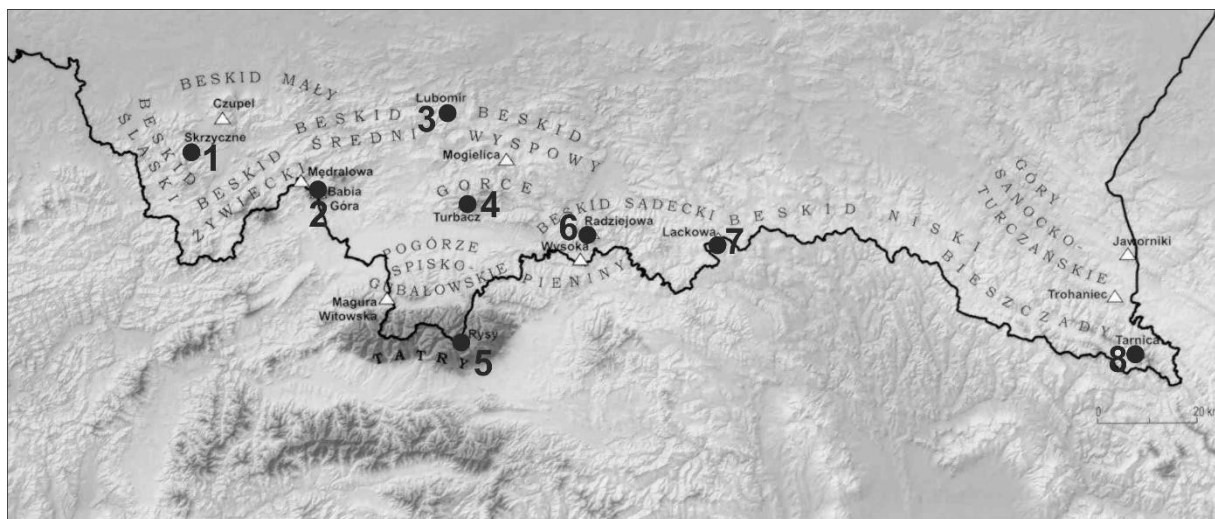 BESKID MAŁY
Czupel
BESKID ŚLĄSKI
Skrzyczne
1
BESKID ŻYWIECKI
BESKID ŚREDNI
Mędralowa
Babia Góra
2
Lubomir
3
BESKID WYSPOWY
Mogielica
GORCE
Turbacz
4
POGÓRZE SPISKO-GUBAŁOWSKIE
Magura Witowska
TATRY
Rysy
5
PIENINY
Wysoka
BESKID SĄDECKI
Radziejowa
6
Lackowa
7
BESKID NISKI
GÓRY SANOCKO-TURCZAŃSKIE
Jaworniki
Trohaniec
BIESZCZADY
Tarnica
8
0
20 km